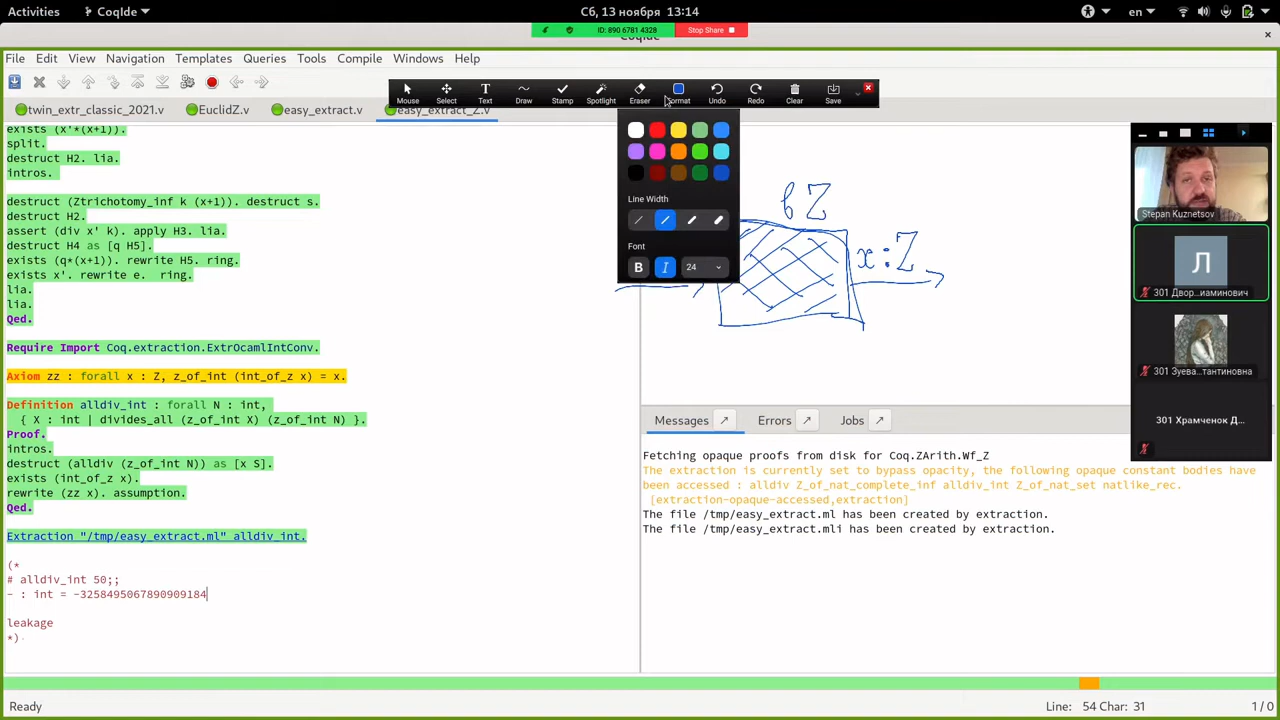 Activities
CoqIde
Сб, 13 ноября 13:14
en
ID: 890 6781 4328
Stop Share
File Edit View Navigation Templates Queries Tools Compile Windows Help
Mouse Select Text Draw Stamp Spotlight Eraser Format Undo Redo Clear Save
twin_extr_classic_2021.v
EuclidZ.v
easy_extract.v
easy_extract_Z.v
exists (x'*(x+1)).
split.
destruct H2. lia.
intros.
destruct (Ztrichotomy_inf k (x+1)). destruct s.
destruct H2.
assert (div x' k). apply H3. lia.
destruct H4 as [q H5].
exists (q*(x+1)). rewrite H5. ring.
exists x'. rewrite e. ring.
lia.
lia.
Qed.
Require Import Coq.extraction.ExtrOcamlIntConv.
Axiom zz : forall x : Z, z_of_int (int_of_z x) = x.
Definition alldiv_int : forall N : int,
{ X : int | divides_all (z_of_int X) (z_of_int N) }.
Proof.
intros.
destruct (alldiv (z_of_int N)) as [x S].
exists (int_of_z x).
rewrite (zz x). assumption.
Qed.
Extraction "/tmp/easy_extract.ml" alldiv_int.
(*
# alldiv_int 50;;
- : int = -3258495067890909184
leakage
*)
Line Width
Font
B I 24
в Z
x : Z
Messages
Errors
Jobs
Fetching opaque proofs from disk for Coq.ZArith.Wf_Z
The extraction is currently set to bypass opacity, the following opaque constant bodies have
been accessed : alldiv Z_of_nat_complete_inf alldiv_int Z_of_nat_set natlike_rec.
[extraction-opaque-accessed,extraction]
The file /tmp/easy_extract.ml has been created by extraction.
The file /tmp/easy_extract.mli has been created by extraction.
Stepan Kuznetsov
Л
301 Двор...иаминович
301 Зуева...тантиновна
301 Храмченок Д...
Ready
Line: 54 Char: 31
1 / 0